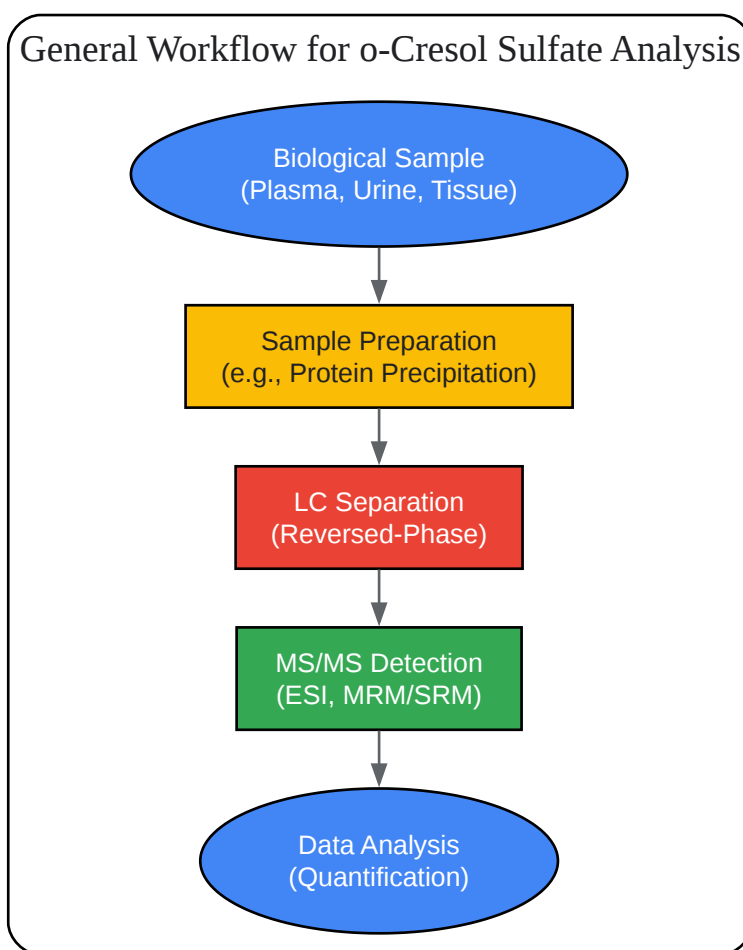 General Workflow for o-Cresol Sulfate Analysis
Biological Sample
(Plasma, Urine, Tissue)
Sample Preparation
(e.g., Protein Precipitation)
LC Separation
(Reversed-Phase)
MS/MS Detection
(ESI, MRM/SRM)
Data Analysis
(Quantification)